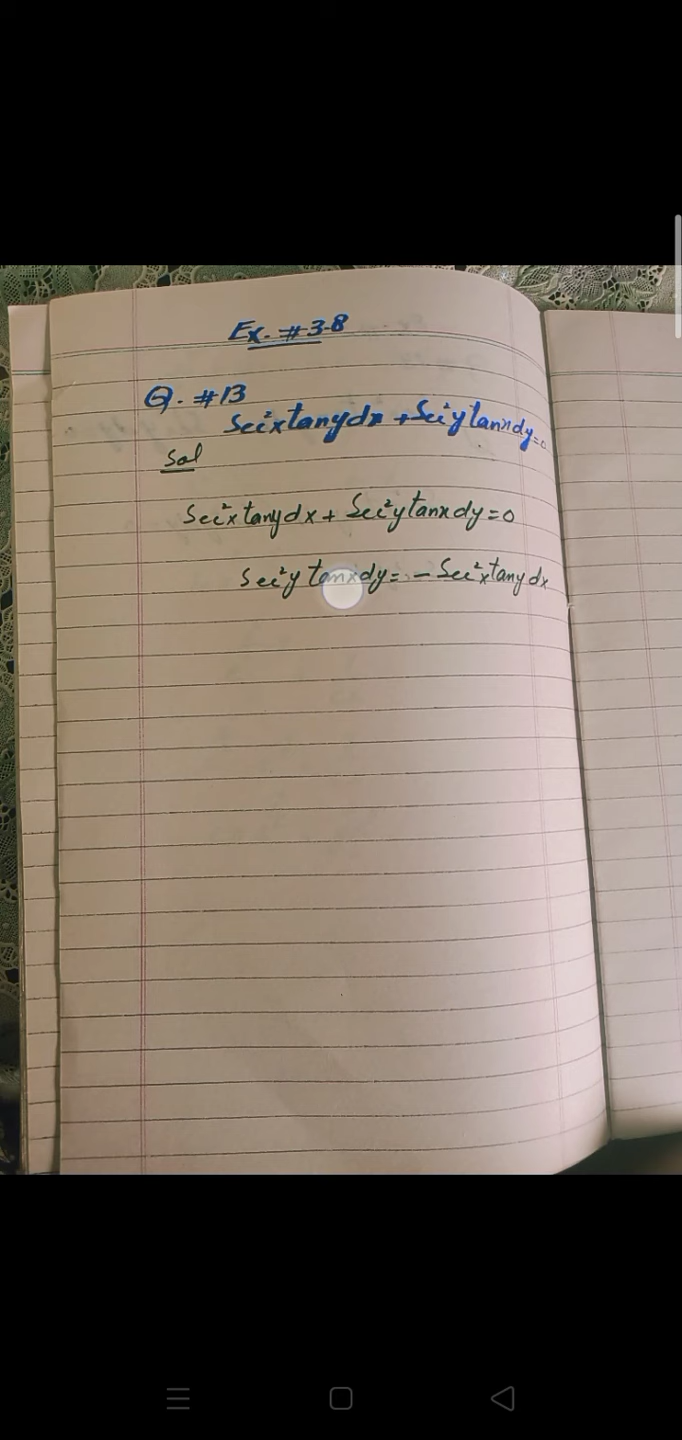 Ex. #3.8
Q. #13
Sec²x tany dx + Sec²y tanx dy = 0
Sol
Sec²x tany dx + Sec²y tanx dy = 0
Sec²y tanx dy = - Sec²x tany dx